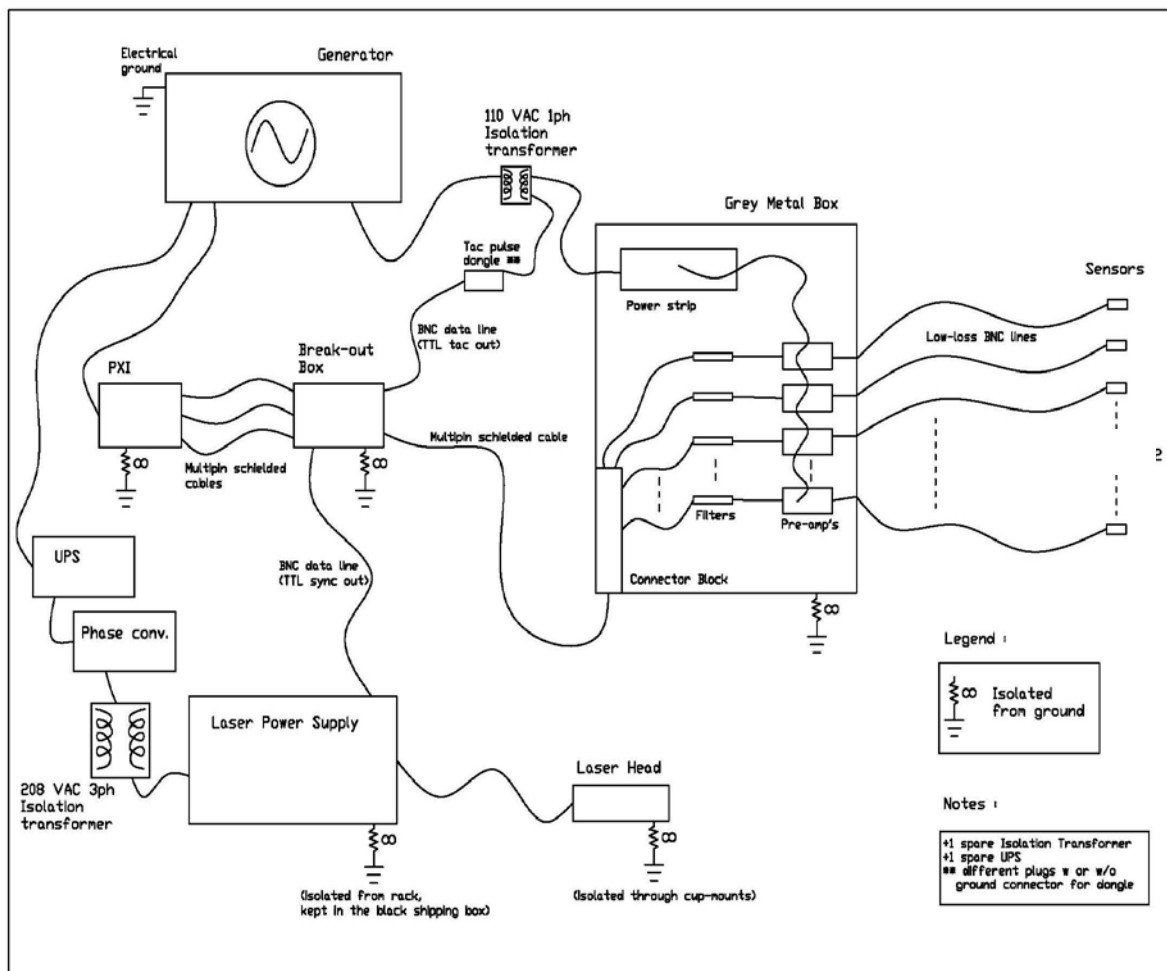 Electrical
ground
Generator
110 VAC 1ph
Isolation
transformer
Grey Metal Box
Tac pulse
dongle **
Power strip
Sensors
BNC data line
(TTL tac out)
Low-loss BNC lines
PXI
Break-out
Box
∞
∞
Multipin schielded cable
Multipin schielded
cables
Filters
Pre-amp's
UPS
BNC data line
(TTL sync out)
Connector Block
∞
Phase conv.
Legend :
∞ Isolated
from ground
Laser Power Supply
Laser Head
208 VAC 3ph
Isolation
transformer
∞
∞
(Isolated from rack,
kept in the black shipping box)
(Isolated through cup-mounts)
Notes :
+1 spare Isolation Transformer
+1 spare UPS
** different plugs w or w/o
ground connector for dongle